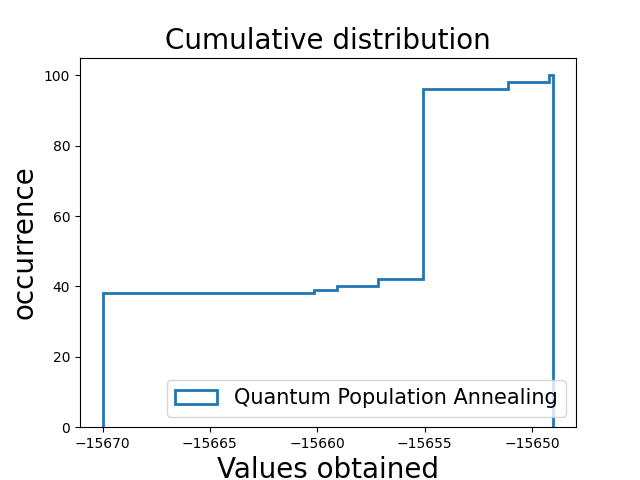 Cumulative distribution
occurrence
100
80
60
40
20
0
Quantum Population Annealing
−15670 −15665 −15660 −15655 −15650
Values obtained